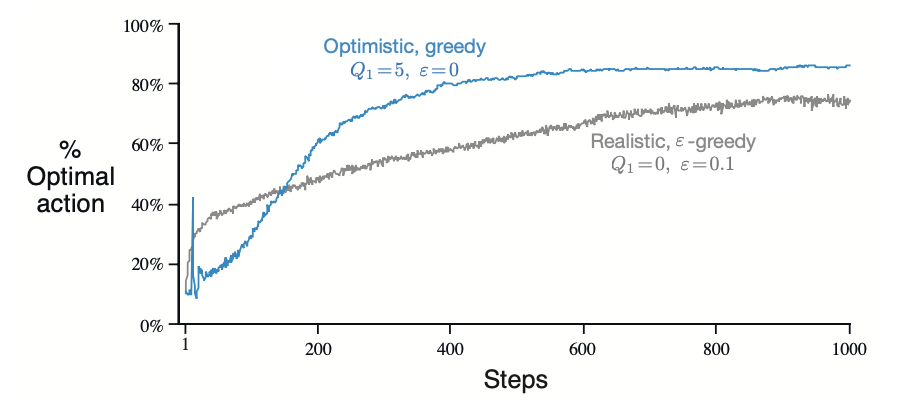 100%
Optimistic, greedy
Q₁=5, ε=0
80%
60%
Realistic, ε-greedy
Q₁=0, ε=0.1
%
Optimal
action
40%
20%
0%
1
200
400
600
800
1000
Steps